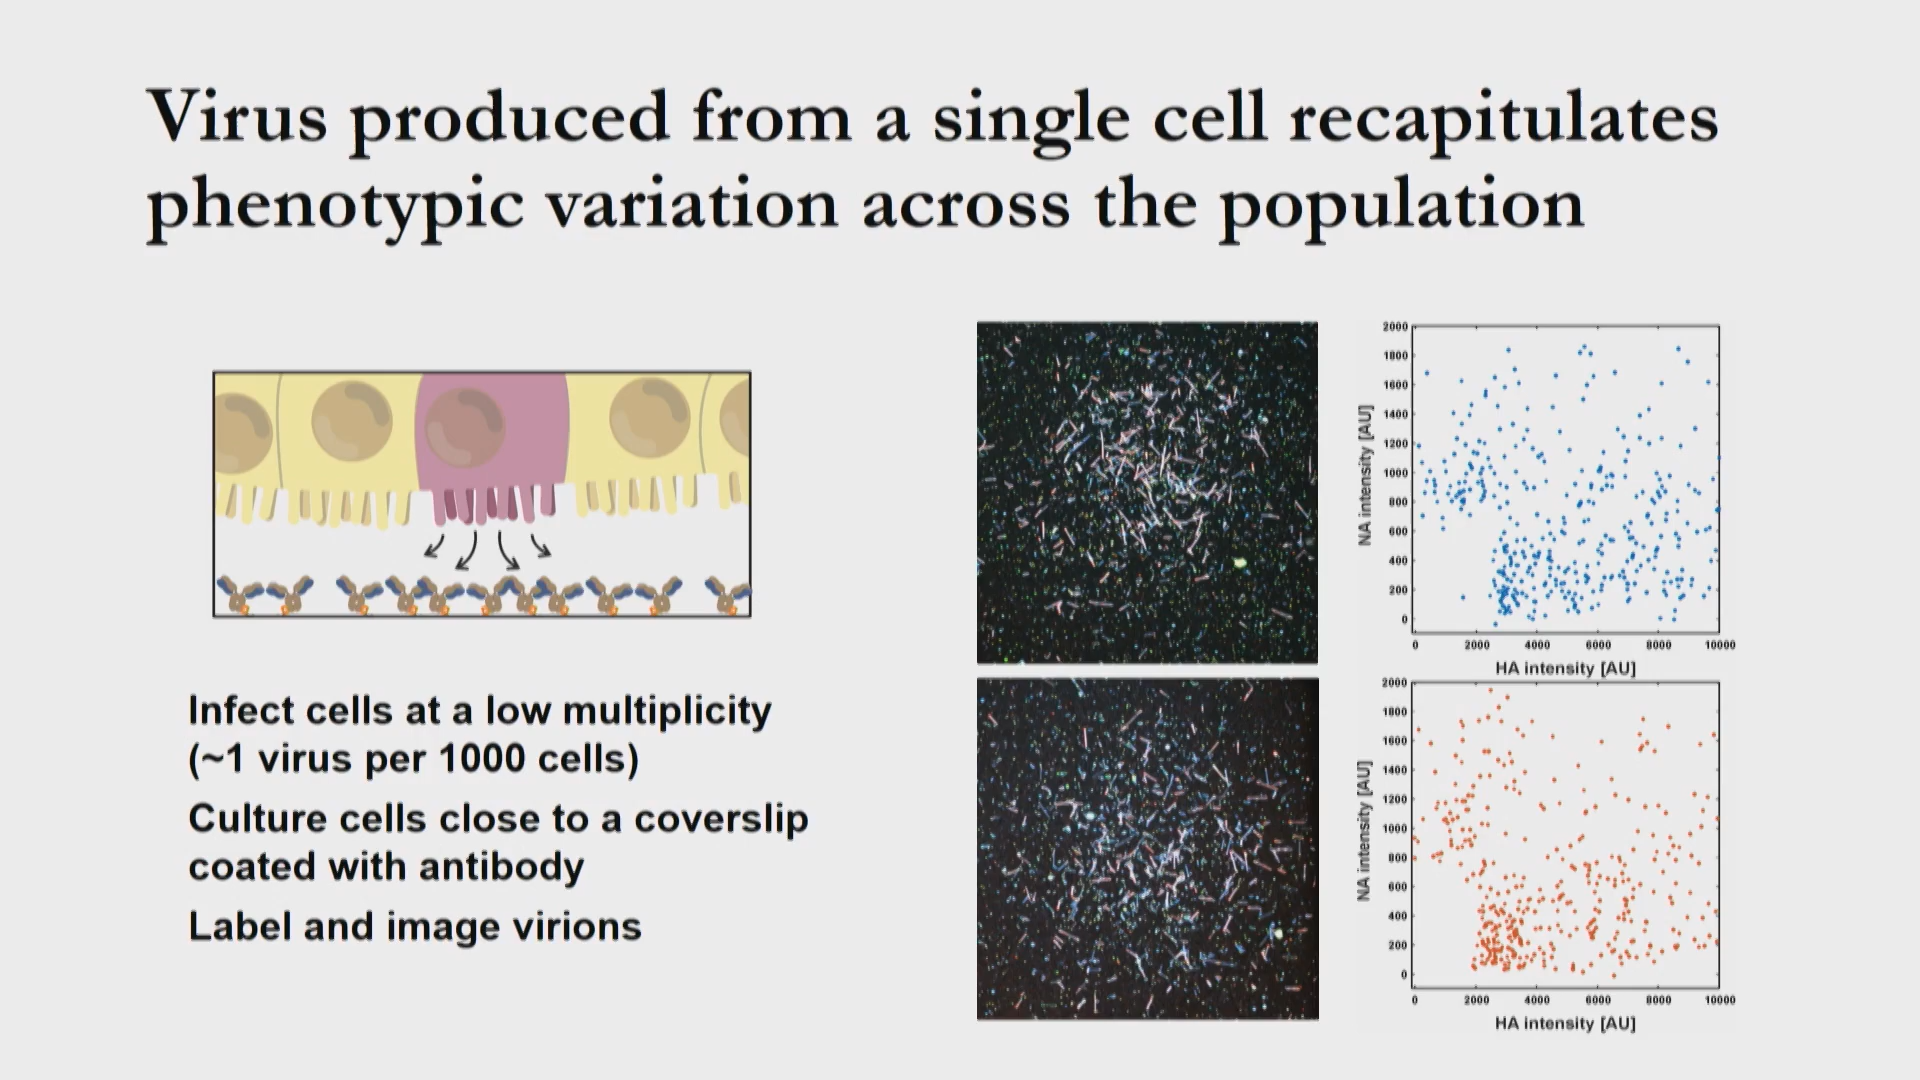 Virus produced from a single cell recapitulates
phenotypic variation across the population
Infect cells at a low multiplicity
(~1 virus per 1000 cells)
Culture cells close to a coverslip
coated with antibody
Label and image virions
2000
1800
1600
1400
1200
1000
800
600
400
200
0
NA intensity [AU]
0 2000 4000 6000 8000 10000
HA intensity [AU]
2000
1800
1600
1400
1200
1000
800
600
400
200
0
NA intensity [AU]
0 2000 4000 6000 8000 10000
HA intensity [AU]